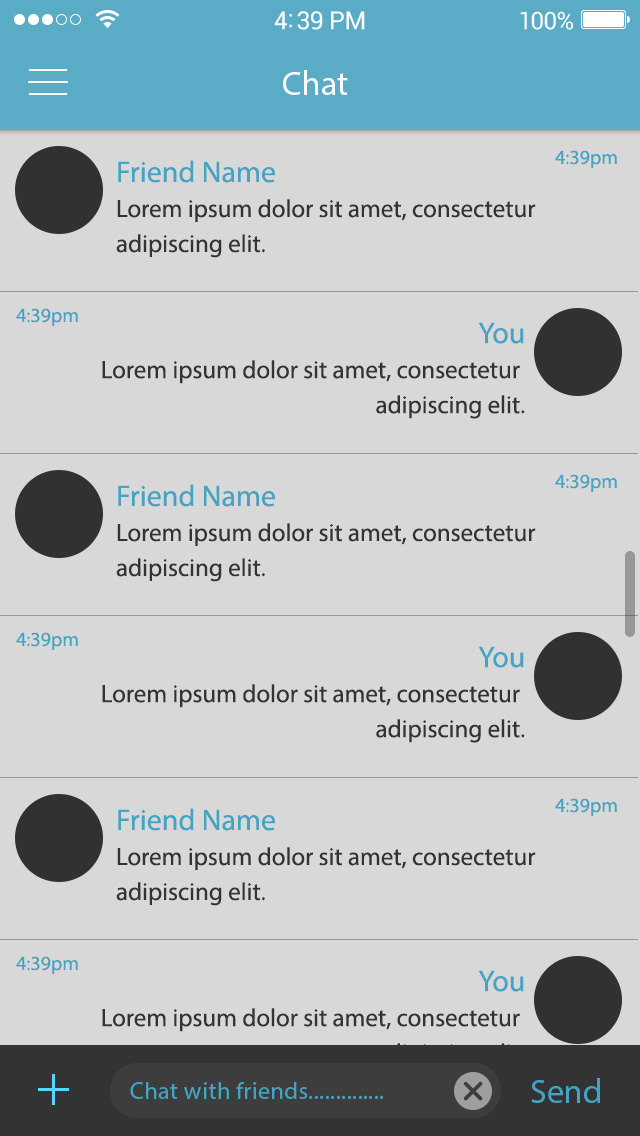 4:39 PM
100%
Chat
Friend Name
4:39pm
Lorem ipsum dolor sit amet, consectetur
adipiscing elit.
4:39pm
You
Lorem ipsum dolor sit amet, consectetur
adipiscing elit.
Friend Name
4:39pm
Lorem ipsum dolor sit amet, consectetur
adipiscing elit.
4:39pm
You
Lorem ipsum dolor sit amet, consectetur
adipiscing elit.
Friend Name
4:39pm
Lorem ipsum dolor sit amet, consectetur
adipiscing elit.
4:39pm
You
Lorem ipsum dolor sit amet, consectetur
Chat with friends..............
Send